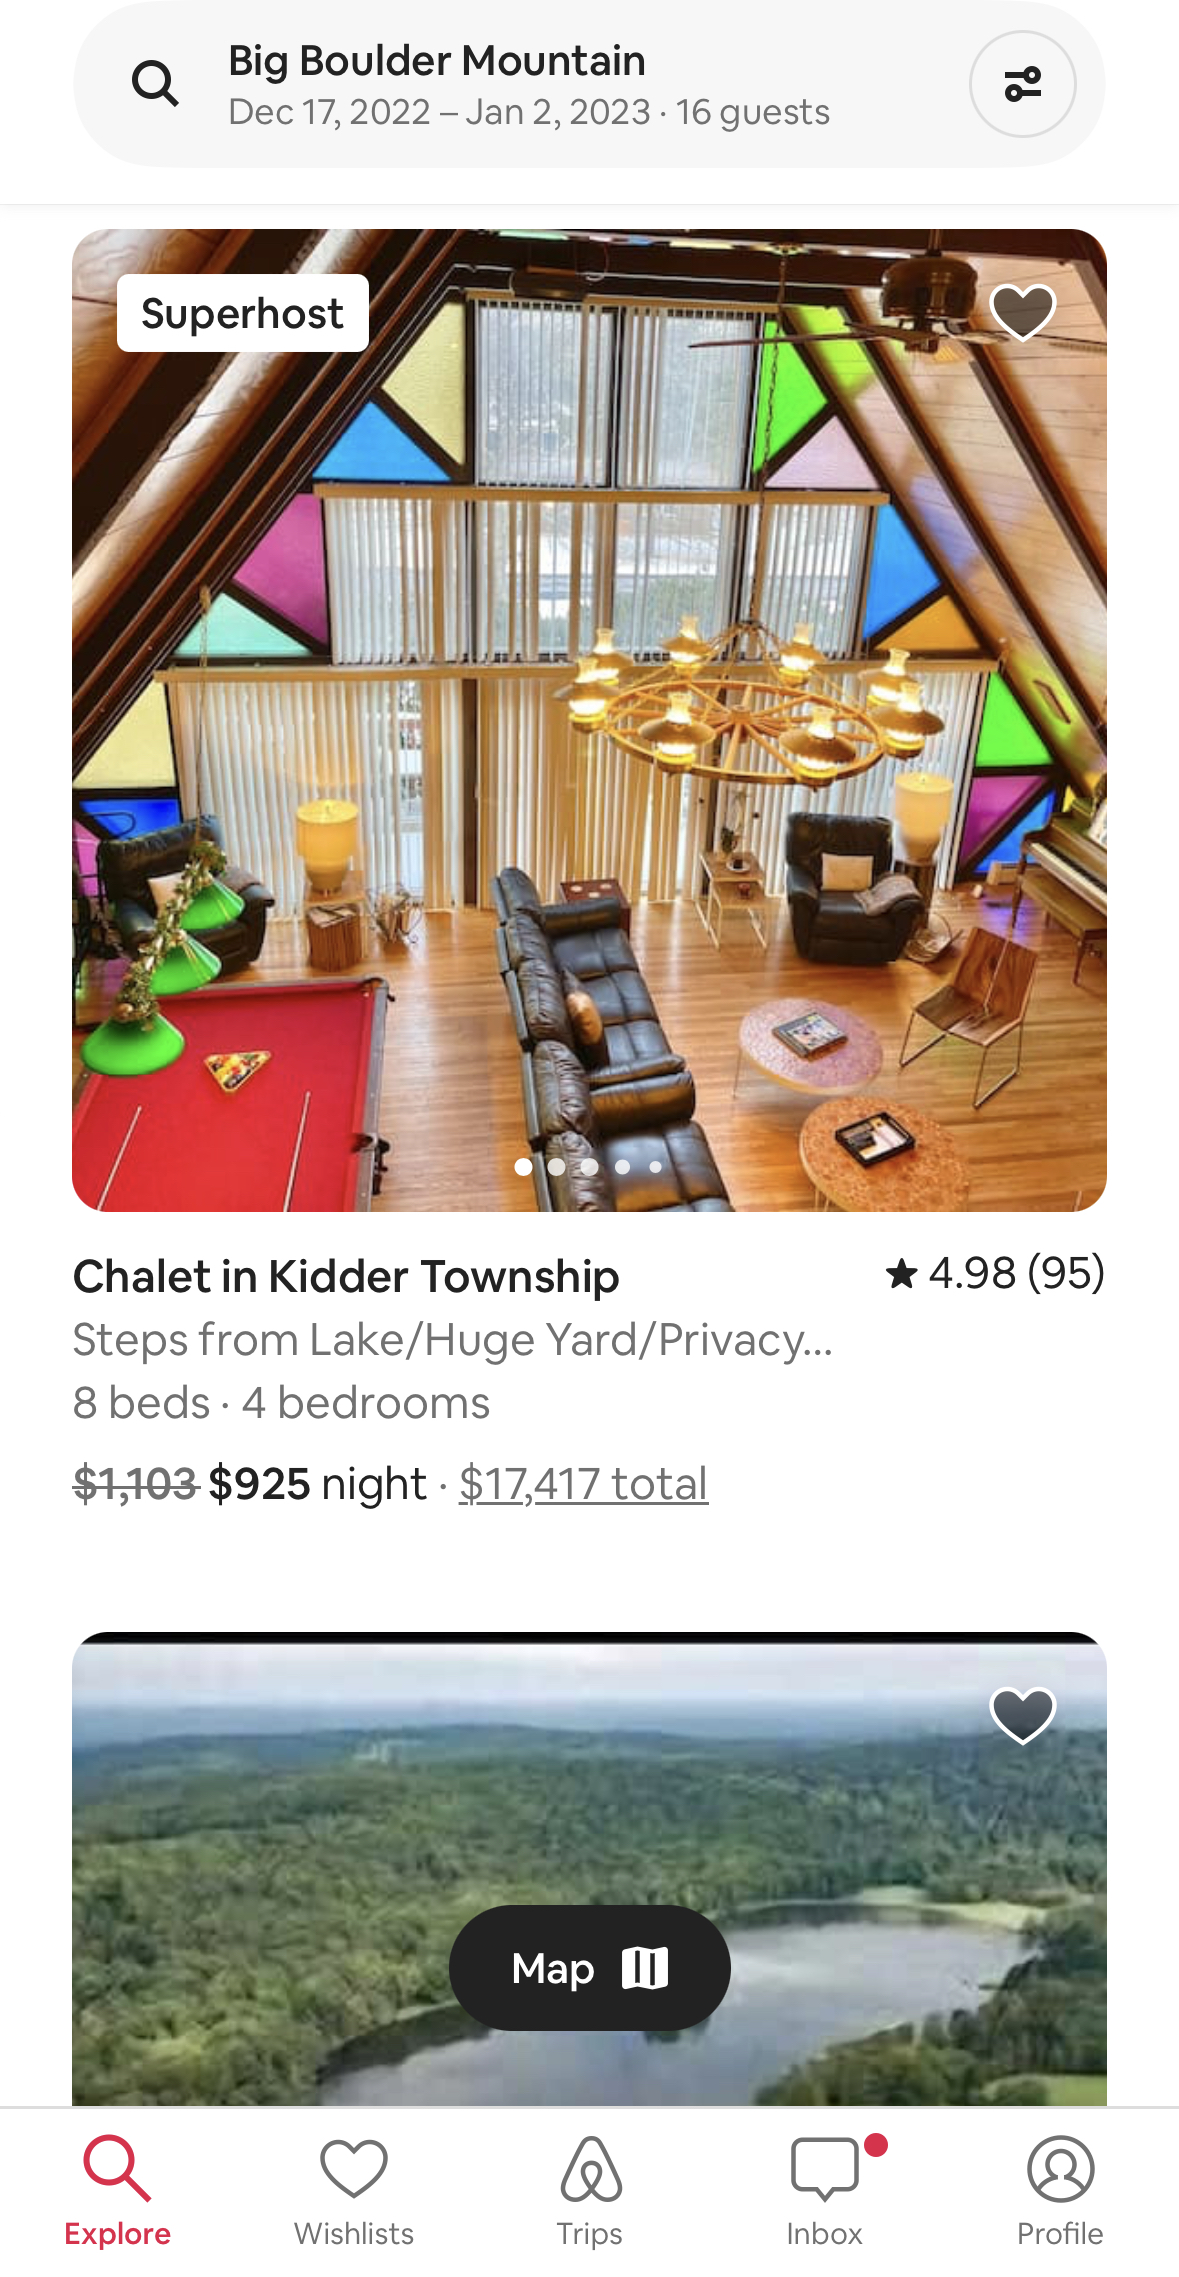 Big Boulder Mountain
Dec 17, 2022 – Jan 2, 2023 · 16 guests
Superhost
Chalet in Kidder Township
★ 4.98 (95)
Steps from Lake/Huge Yard/Privacy...
8 beds · 4 bedrooms
$1,103 $925 night · $17,417 total
Map
Explore
Wishlists
Trips
Inbox
Profile